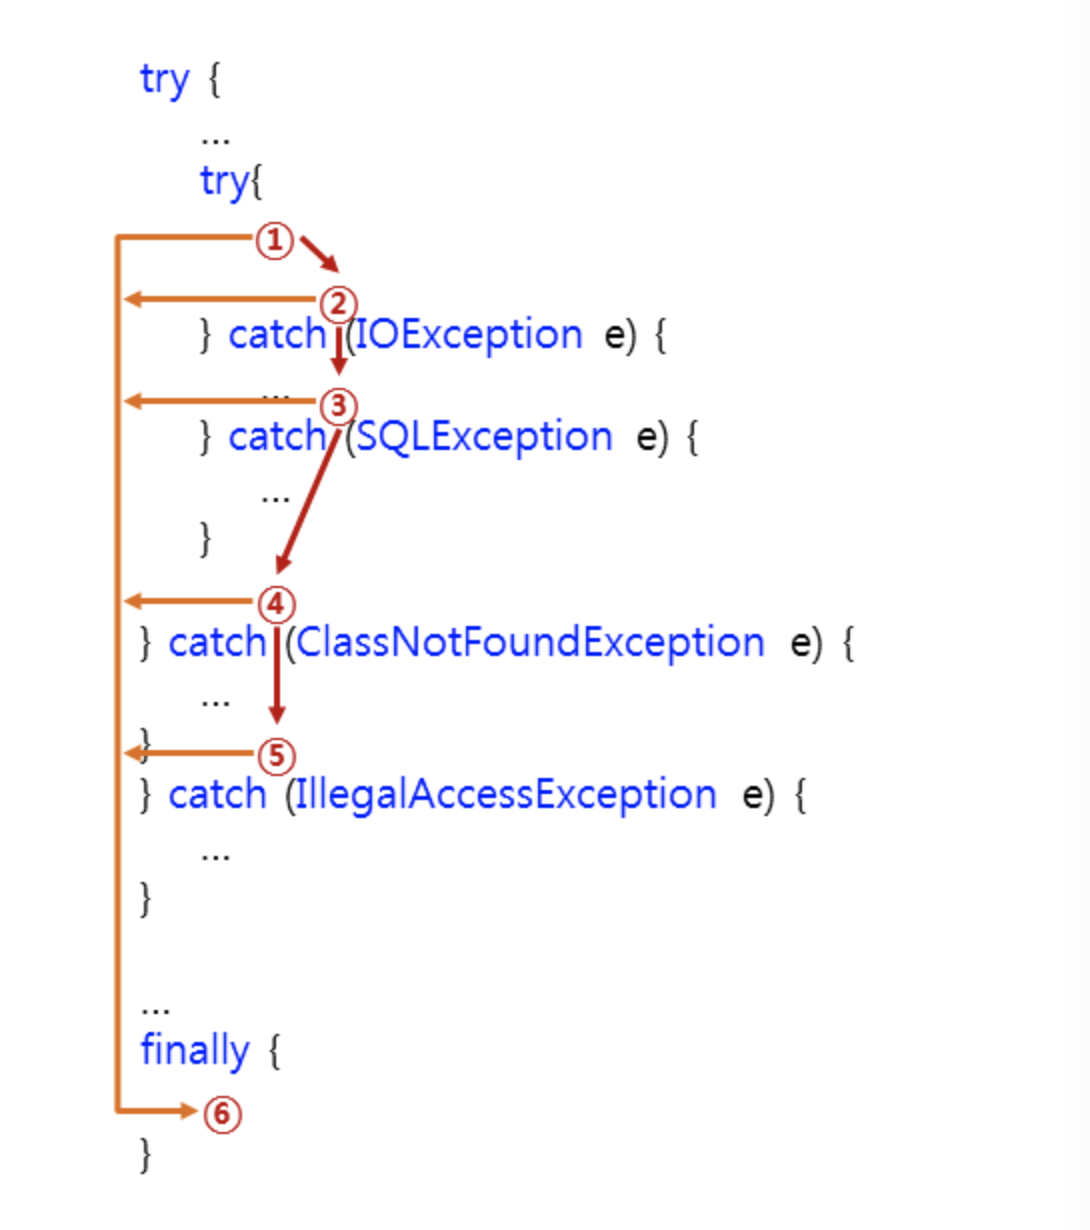 try {
...
try{
①
②
} catch (IOException e) {
...
③
} catch (SQLException e) {
...
}
④
} catch (ClassNotFoundException e) {
...
}
⑤
} catch (IllegalAccessException e) {
...
}
...
finally {
⑥
}